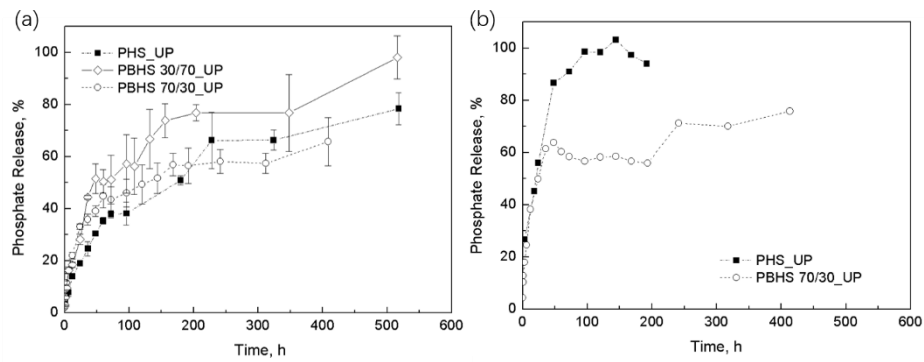 (a)
100
80
60
40
20
0
Phosphate Release, %
PHS_UP
PBHS 30/70_UP
PBHS 70/30_UP
0 100 200 300 400 500 600
Time, h
(b)
100
80
60
40
20
0
Phosphate Release, %
PHS_UP
PBHS 70/30_UP
0 100 200 300 400 500 600
Time, h